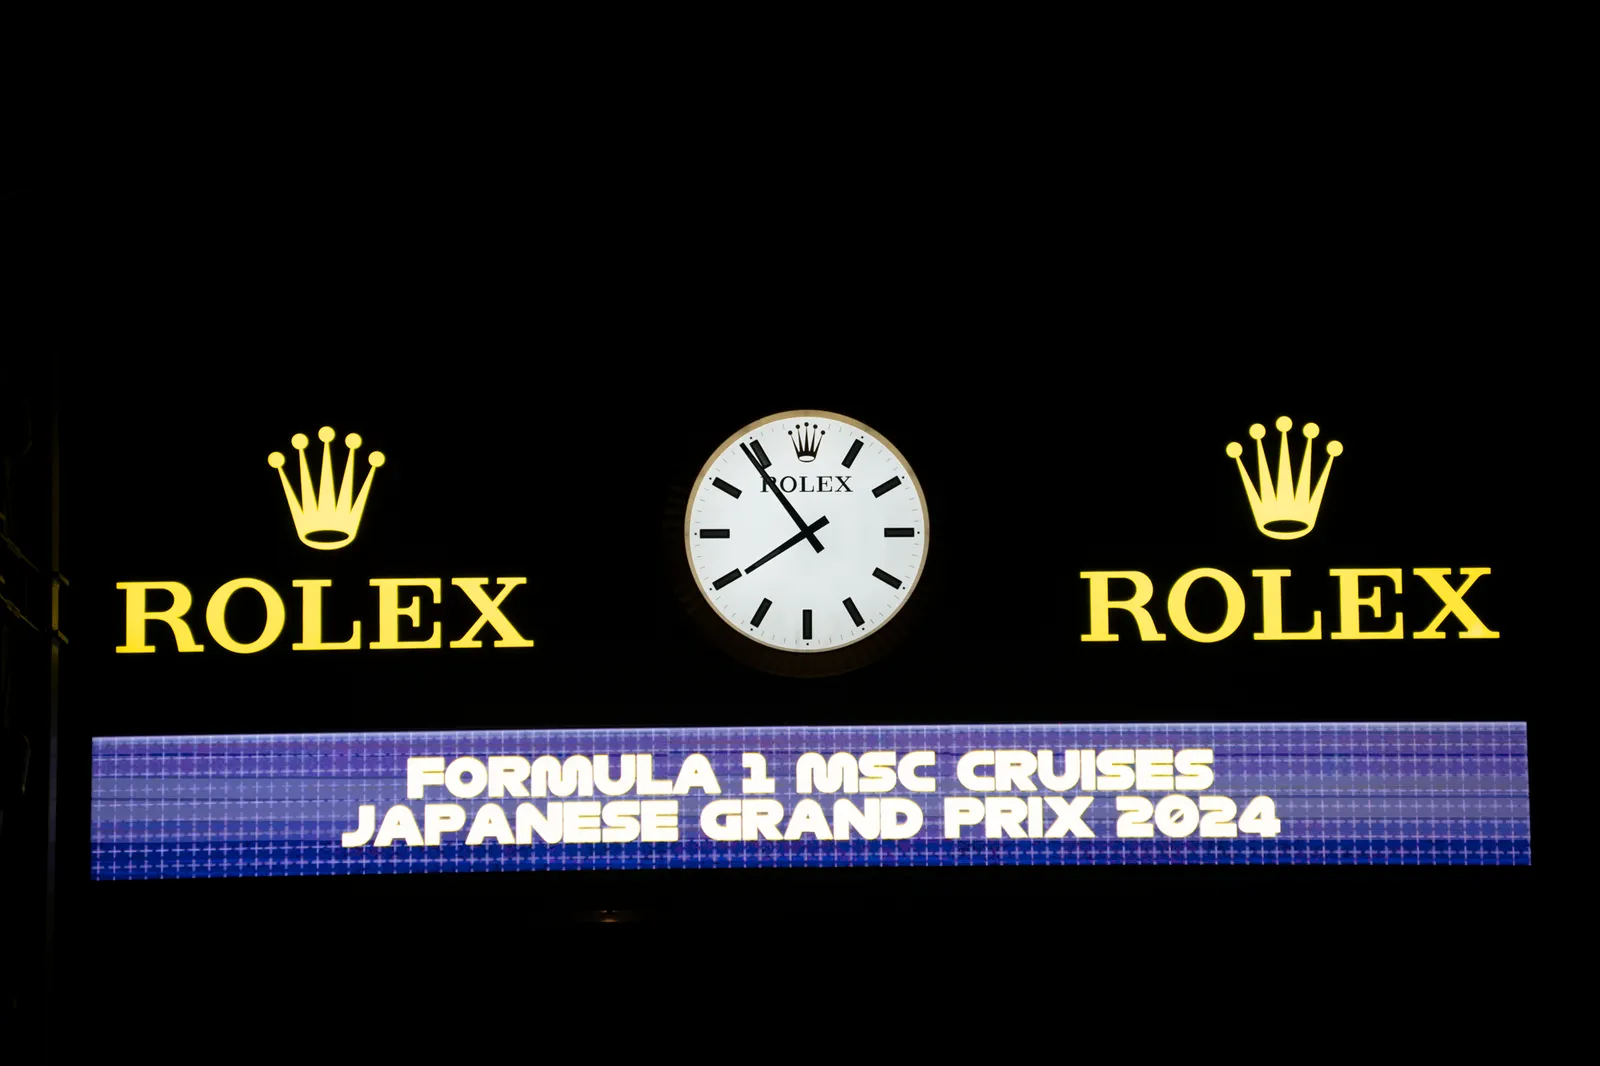 ROLEX
ROLEX
ROLEX
FORMULA 1 MSC CRUISES
JAPANESE GRAND PRIX 2024